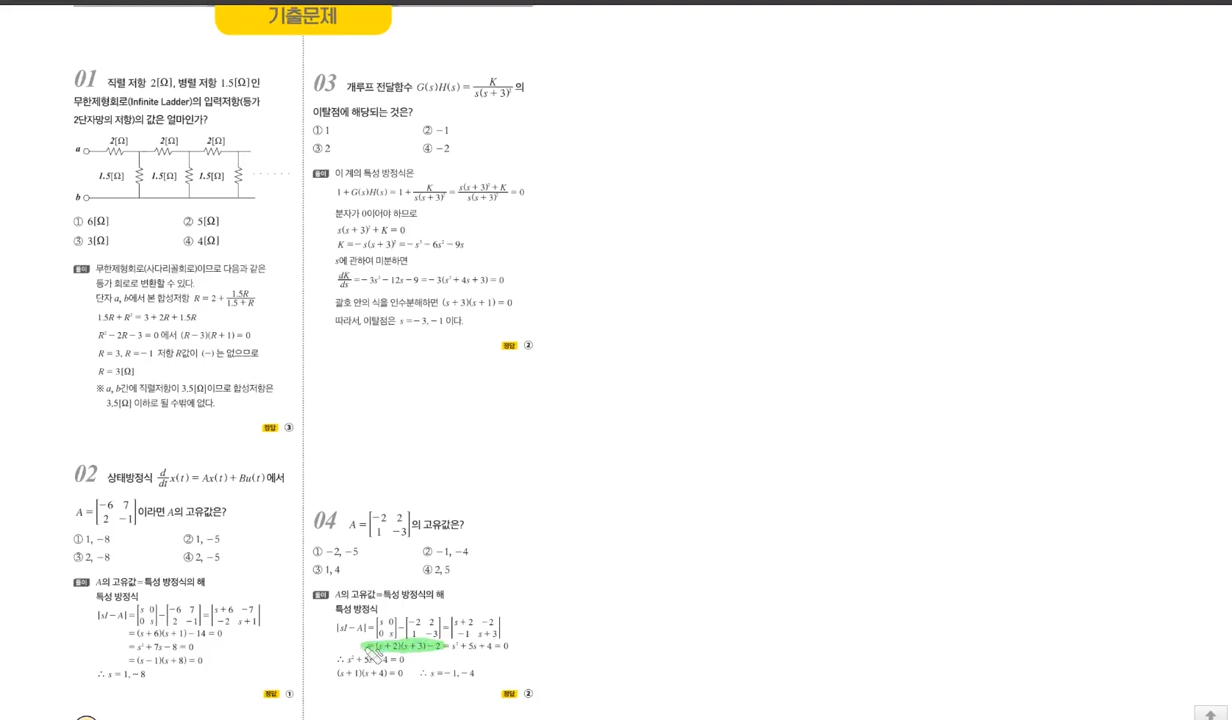 기출문제
01 직렬 저항 2[Ω], 병렬 저항 1.5[Ω]인
무한제형회로(Infinite Ladder)의 입력저항(등가
2단자망의 저항)의 값은 얼마인가?
2[Ω] 2[Ω] 2[Ω]
a
1.5[Ω] 1.5[Ω] 1.5[Ω] ······
b
① 6[Ω] ② 5[Ω]
③ 3[Ω] ④ 4[Ω]
풀이 무한제형회로(사다리꼴회로)이므로 다음과 같은
등가 회로로 변환할 수 있다.
단자 a, b에서 본 합성저항 R = 2 + 1.5R/(1.5+R)
1.5R + R² = 3 + 2R + 1.5R
R² − 2R − 3 = 0 에서 (R − 3)(R + 1) = 0
R = 3, R = − 1 저항 R값이 (−)는 없으므로
R = 3[Ω]
※ a, b간에 직렬저항이 3.5[Ω]이므로 합성저항은
3.5[Ω] 이하로 될 수밖에 없다.
정답 ③
02 상태방정식 d/dt x(t) = Ax(t) + Bu(t)에서
A = [−6 7
2 −1] 이라면 A의 고유값은?
① 1, −8 ② 1, −5
③ 2, −8 ④ 2, −5
풀이 A의 고유값 = 특성 방정식의 해
특성 방정식
|sI − A| = [s 0] − [−6 7] = |s+6 −7|
[0 s] [2 −1] |−2 s+1|
= (s + 6)(s + 1) − 14 = 0
= s² + 7s − 8 = 0
= (s − 1)(s + 8) = 0
∴ s = 1, − 8
정답 ①
03 개루프 전달함수 G(s)H(s) = K/s(s+3)² 의
이탈점에 해당되는 것은?
① 1 ② −1
③ 2 ④ −2
풀이 이 계의 특성 방정식은
1 + G(s)H(s) = 1 + K/s(s+3)² = (s(s+3)²+K)/s(s+3)² = 0
분자가 0이어야 하므로
s(s + 3)² + K = 0
K = − s(s + 3)² = − s³ − 6s² − 9s
s에 관하여 미분하면
dK/ds = − 3s² − 12s − 9 = − 3(s² + 4s + 3) = 0
괄호 안의 식을 인수분해하면 (s + 3)(s + 1) = 0
따라서, 이탈점은 s = − 3, − 1 이다.
정답 ②
04 A = [−2 2
1 −3] 의 고유값은?
① −2, −5 ② −1, −4
③ 1, 4 ④ 2, 5
풀이 A의 고유값=특성 방정식의 해
특성 방정식
|sI − A| = [s 0] − [−2 2] = |s+2 −2|
[0 s] [1 −3] |−1 s+3|
= (s + 2)(s + 3) − 2 = s² + 5s + 4 = 0
∴ s² + 5s 4 = 0
(s + 1)(s + 4) = 0 ∴ s = − 1, − 4
정답 ②